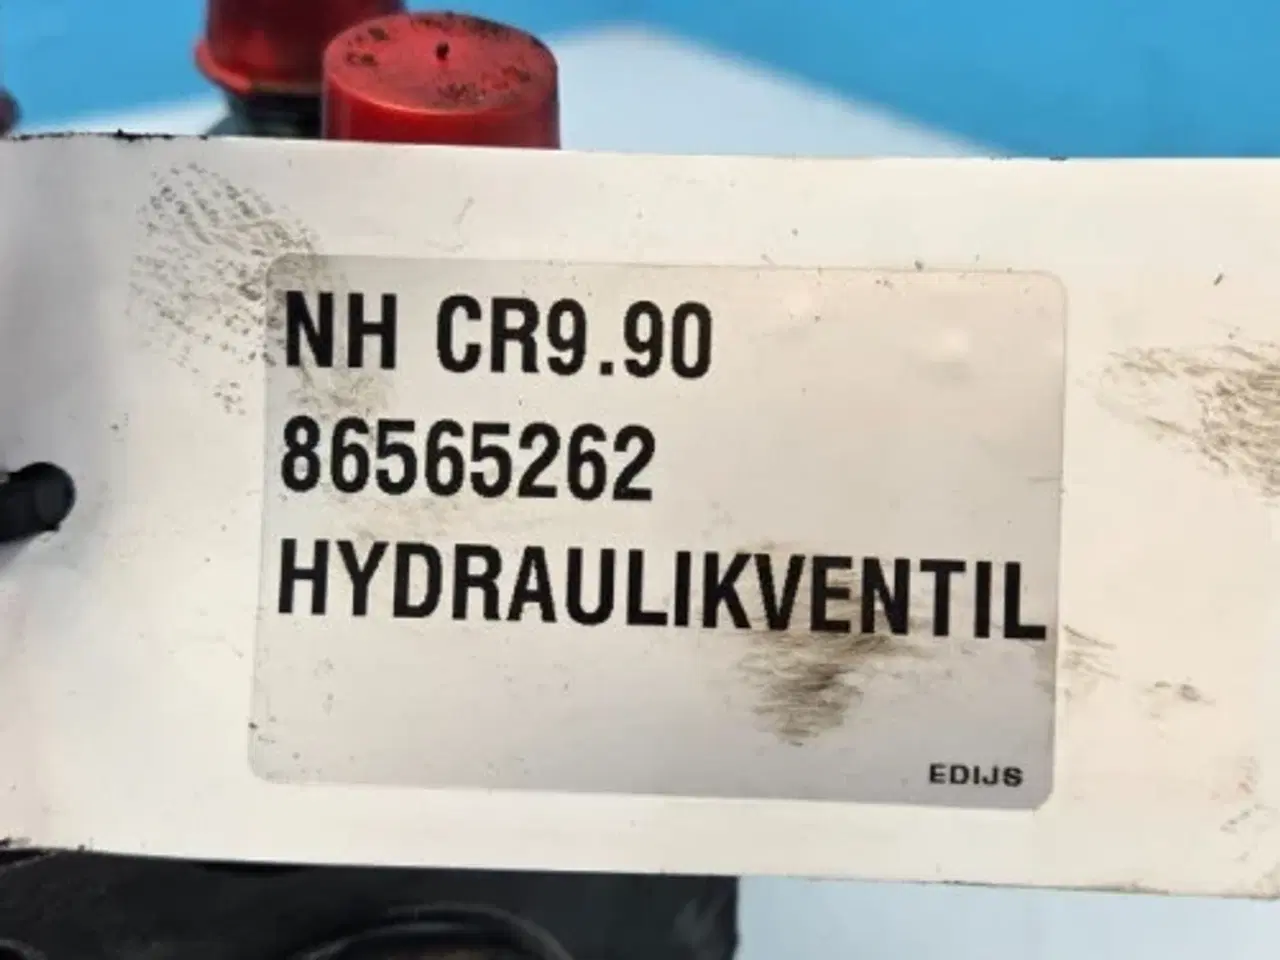 NH CR9.90
86565262
HYDRAULIKVENTIL
EDIJS